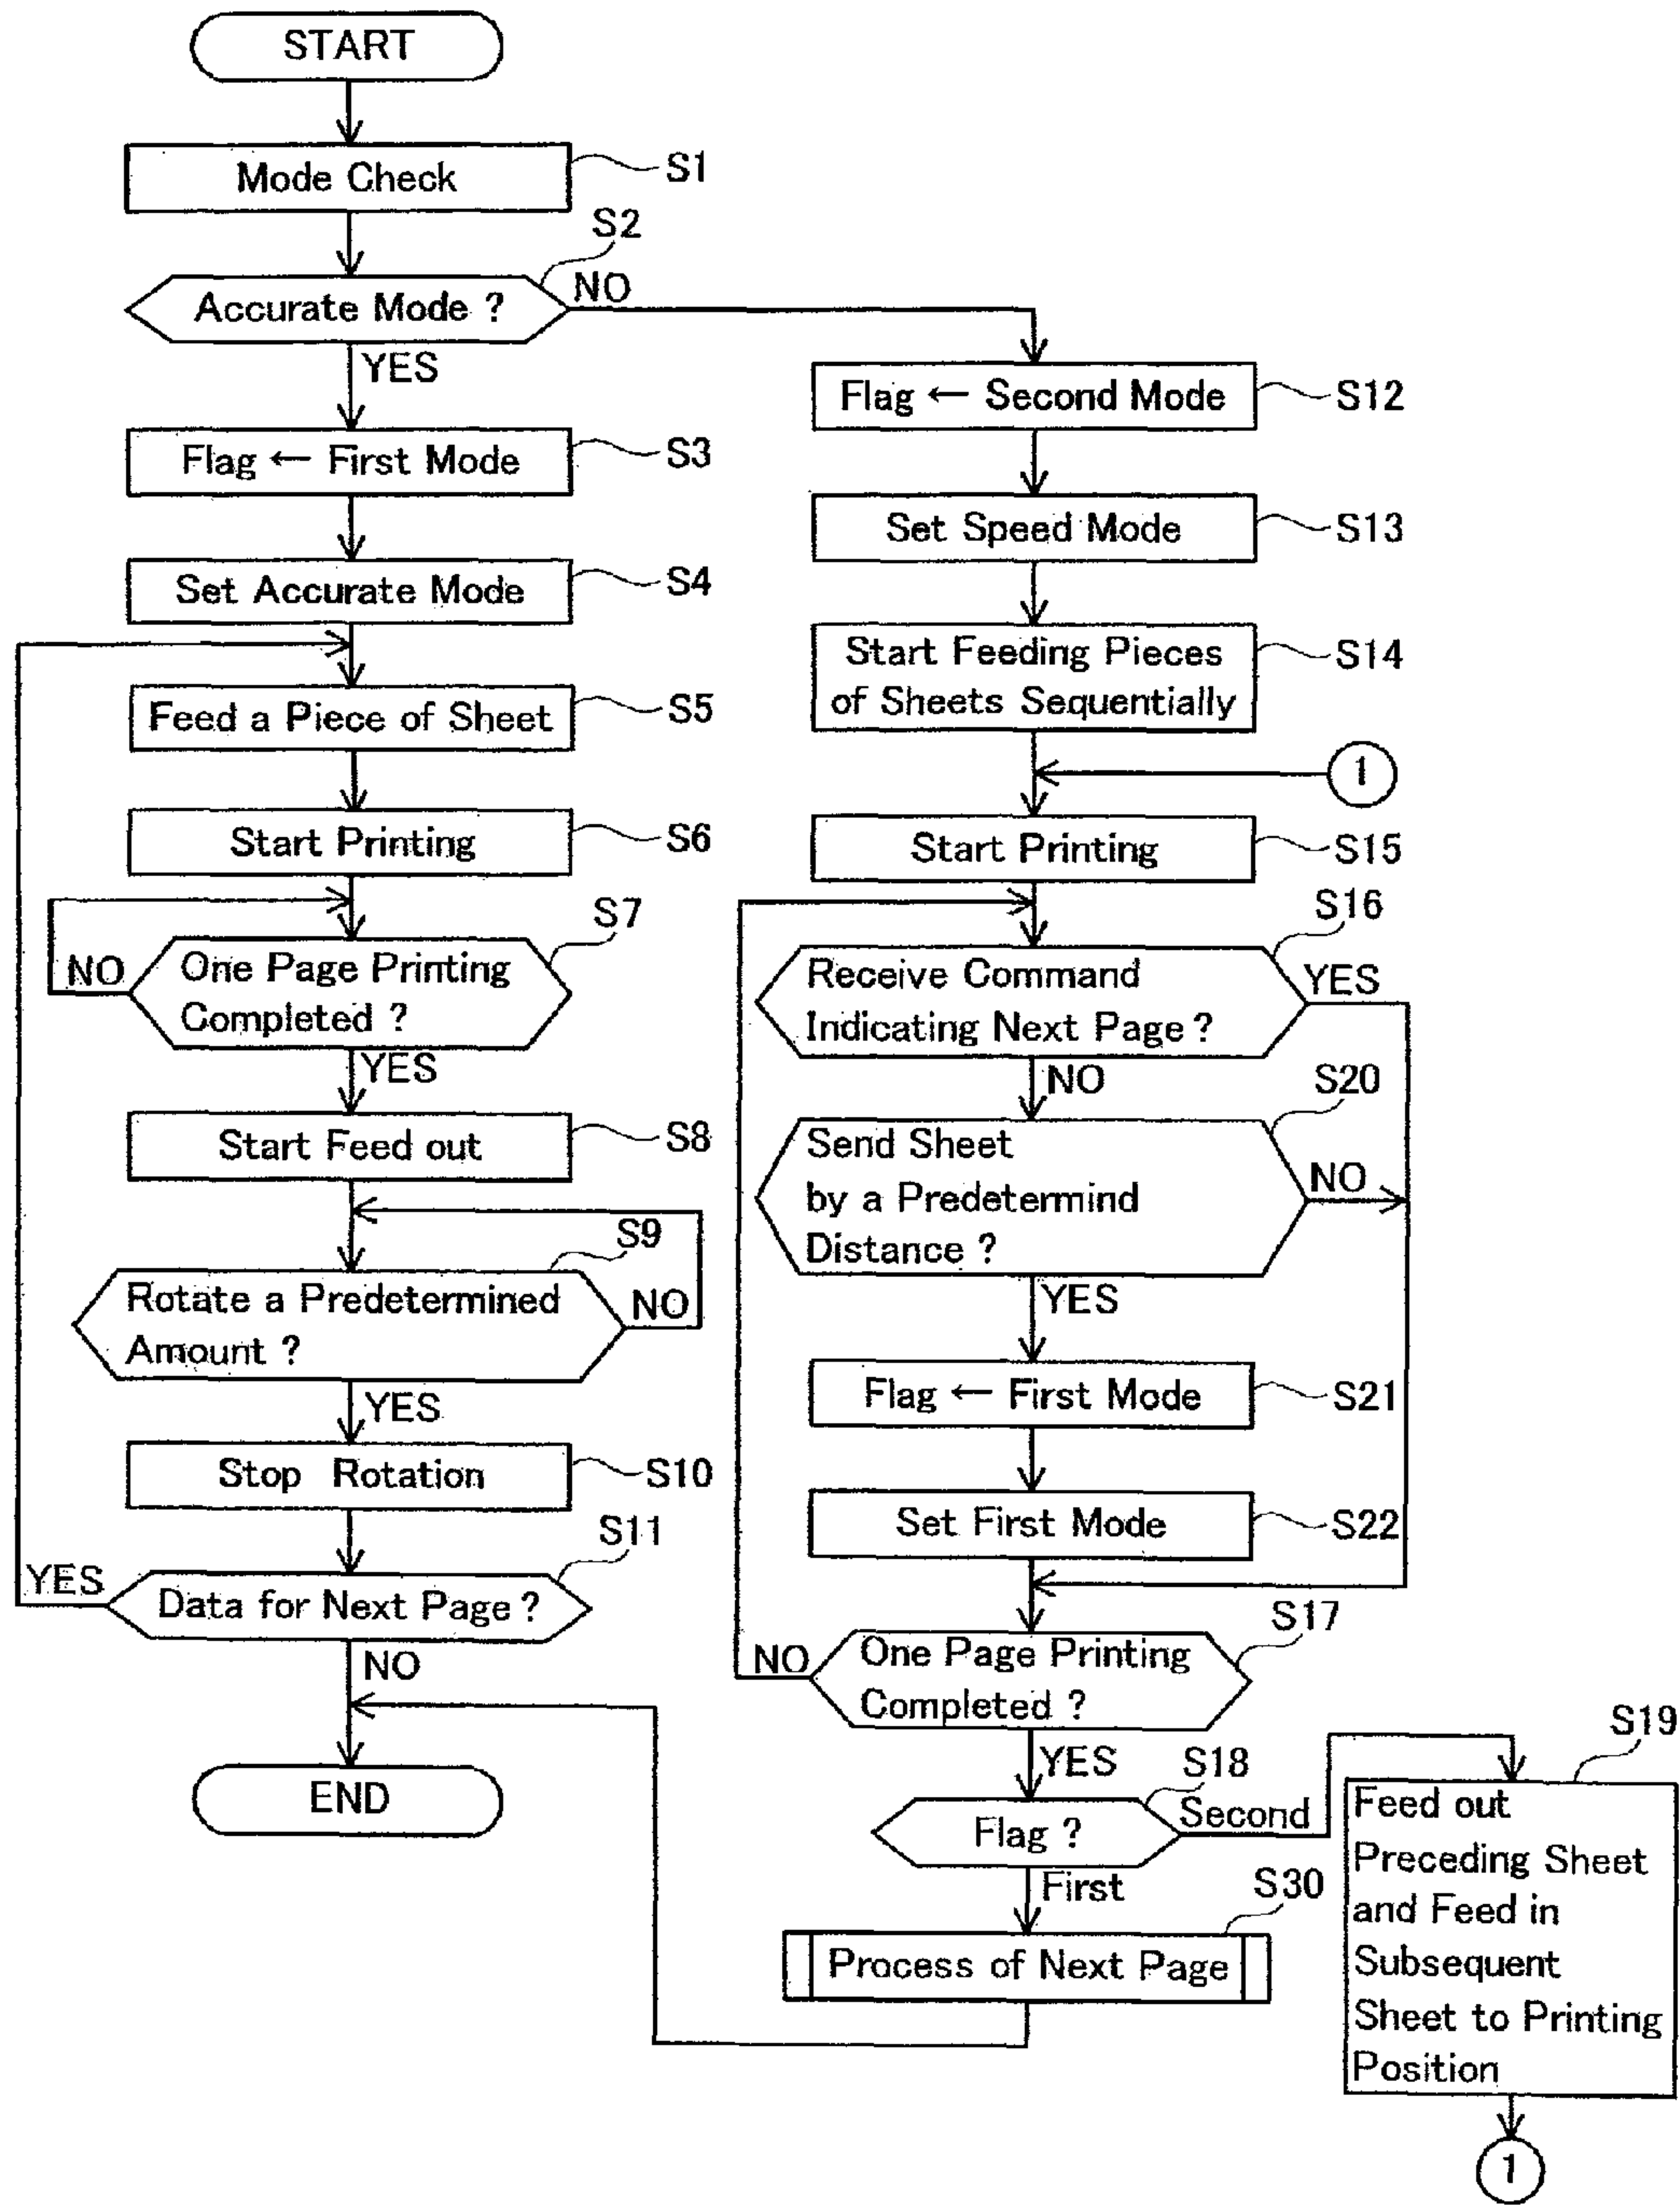 START
Mode Check
S1
S2
Accurate Mode ?
NO
YES
Flag ← First Mode
S3
Set Accurate Mode
S4
Feed a Piece of Sheet
S5
Start Printing
S6
S7
One Page Printing
Completed ?
NO
YES
Start Feed out
S8
S9
Rotate a Predetermined
Amount ?
NO
YES
Stop Rotation
S10
S11
Data for Next Page ?
YES
NO
END
Flag ← Second Mode
S12
Set Speed Mode
S13
Start Feeding Pieces
of Sheets Sequentially
S14
1
Start Printing
S15
S16
Receive Command
Indicating Next Page ?
YES
NO
S20
Send Sheet
by a Predetermind
Distance ?
NO
YES
Flag ← First Mode
S21
Set First Mode
S22
S17
One Page Printing
Completed ?
NO
YES
S18
Flag ?
Second
First
S30
Process of Next Page
S19
Feed out
Preceding Sheet
and Feed in
Subsequent
Sheet to Printing
Position
1